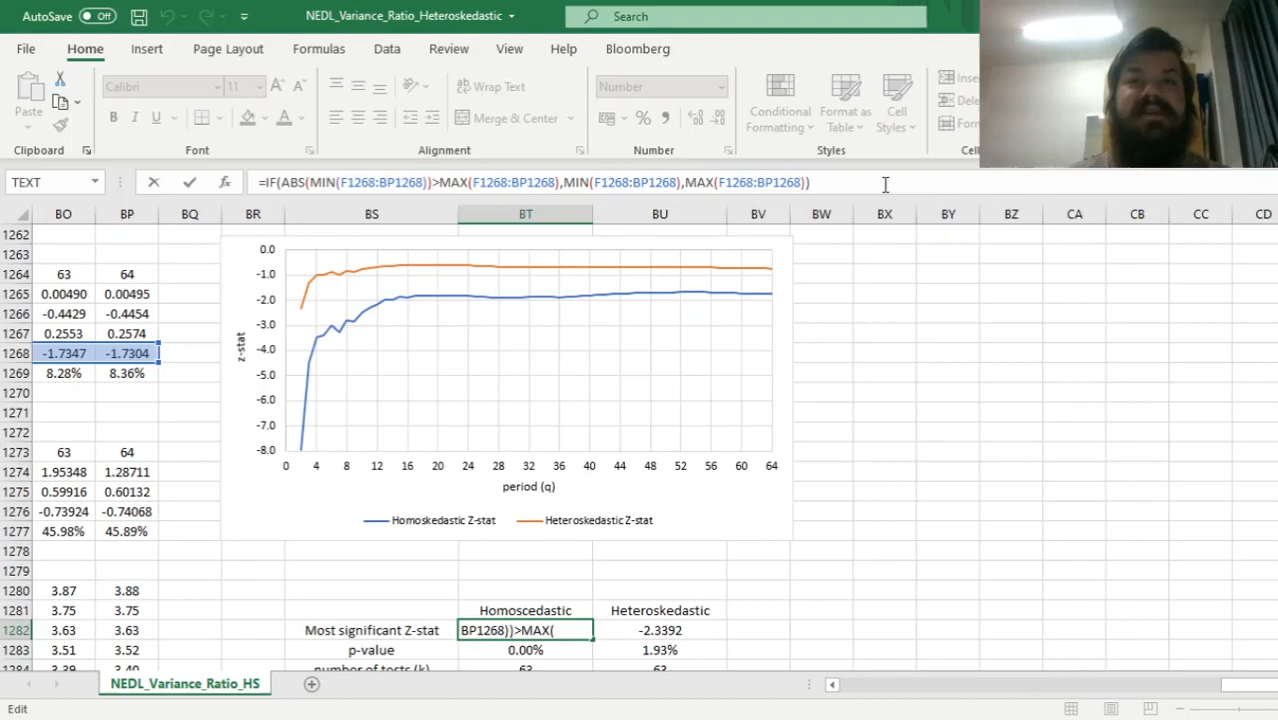 AutoSave Off NEDL_Variance_Ratio_Heteroskedastic Search
File Home Insert Page Layout Formulas Data Review View Help Bloomberg
Paste Calibri 11 Wrap Text Number Conditional Formatting Format as Table Cell Styles
B I U Merge & Center
Clipboard Font Alignment Number Styles
TEXT =IF(ABS(MIN(F1268:BP1268))>MAX(F1268:BP1268),MIN(F1268:BP1268),MAX(F1268:BP1268))
BO BP BQ BR BS BT BU BV BW BX BY BZ CA CB CC CD
1262
1263
1264 63 64
1265 0.00490 0.00495
1266 -0.4429 -0.4454
1267 0.2553 0.2574
1268 -1.7347 -1.7304
1269 8.28% 8.36%
1270
1271
1272
1273 63 64
1274 1.95348 1.28711
1275 0.59916 0.60132
1276 -0.73924 -0.74068
1277 45.98% 45.89%
1278
1279
0.0
-1.0
-2.0
-3.0
-4.0
-5.0
-6.0
-7.0
-8.0
z-stat
0 4 8 12 16 20 24 28 32 36 40 44 48 52 56 60 64
period (q)
Homoskedastic Z-stat Heteroskedastic Z-stat
1280 3.87 3.88
1281 3.75 3.75 Homoscedastic Heteroskedastic
1282 3.63 3.63 Most significant Z-stat BP1268))>MAX( -2.3392
1283 3.51 3.52 p-value 0.00% 1.93%
1284 3.39 3.40 number of tests (k) 63 63
NEDL_Variance_Ratio_HS
Edit